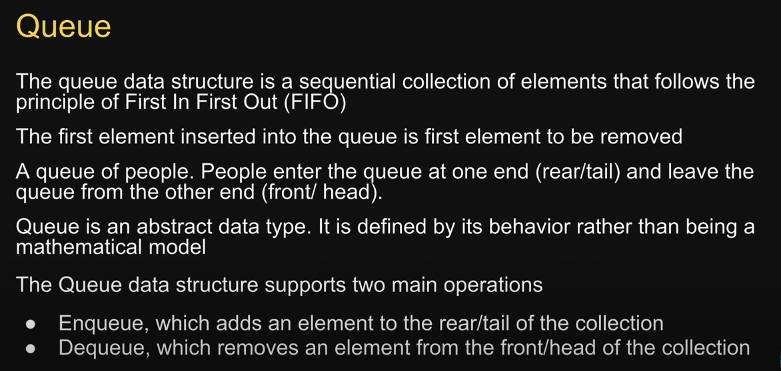 Queue
The queue data structure is a sequential collection of elements that follows the
principle of First In First Out (FIFO)
The first element inserted into the queue is first element to be removed
A queue of people. People enter the queue at one end (rear/tail) and leave the
queue from the other end (front/ head).
Queue is an abstract data type. It is defined by its behavior rather than being a
mathematical model
The Queue data structure supports two main operations
● Enqueue, which adds an element to the rear/tail of the collection
● Dequeue, which removes an element from the front/head of the collection